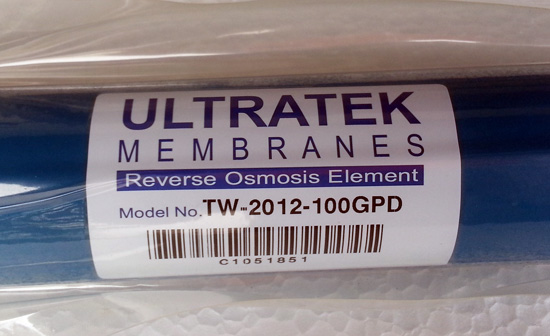 ULTRATEK
MEMBRANES
Reverse Osmosis Element
Model No. TW-2012-100GPD
C1051851